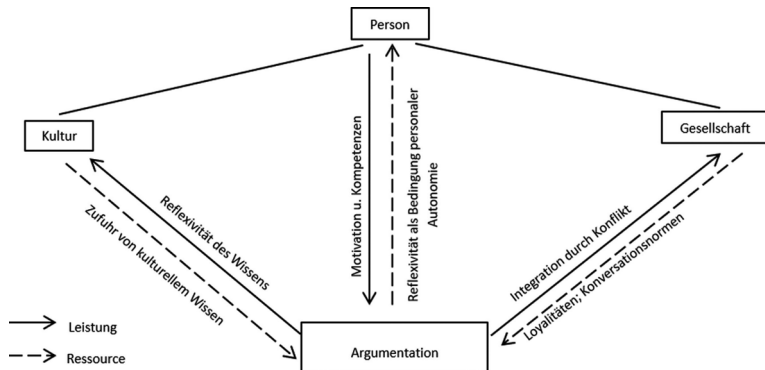 Person
Kultur
Gesellschaft
Motivation u. Kompetenzen
Reflexivität als Bedingung personaler
Autonomie
Reflexivität des Wissens
Zufuhr von kulturellem Wissen
Integration durch Konflikt
Loyalitäten; Konversationsnormen
Leistung
Ressource
Argumentation